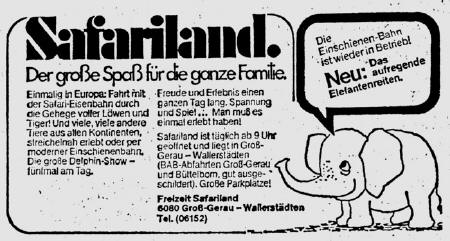 Safariland.
Der große Spaß für die ganze Familie.
Einmalig in Europa: Fahrt mit
der Safari-Eisenbahn durch
die Gehege voller Löwen und
Tiger! Und viele, viele andere
Tiere aus allen Kontinenten,
streichelnah erlebt oder per
moderner Einschienenbahn.
Die große Delphin-Show –
fünfmal am Tag.
Freude und Erlebnis einen
ganzen Tag lang. Spannung
und Spiel ... Man muß es
einmal erlebt haben!
Safariland ist täglich ab 9 Uhr
geöffnet und liegt in Groß-
Gerau – Wallerstädten
(BAB-Abfahrten Groß-Gerau
und Büttelborn, gut ausge-
schildert). Große Parkplätze!
Freizeit Safariland
6080 Groß-Gerau – Wallerstädten
Tel. (06152)
Die
Einschienen-Bahn
ist wieder in Betrieb!
Neu: Das
aufregende
Elefantenreiten.